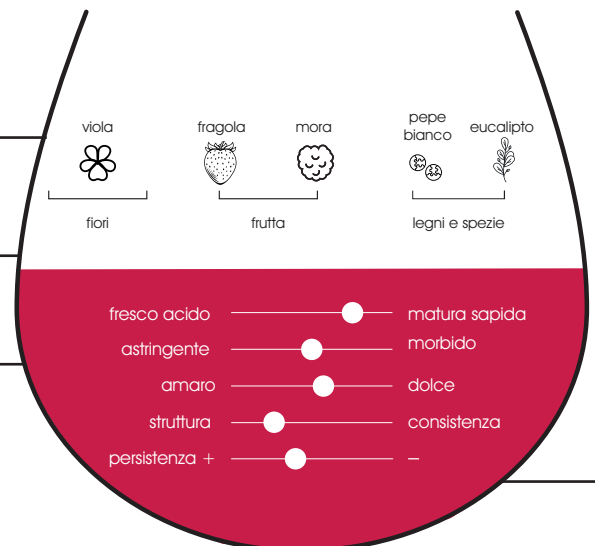 viola
fragola
mora
pepe
bianco
eucalipto
fiori
frutta
legni e spezie
fresco acido
matura sapida
astringente
morbido
amaro
dolce
struttura
consistenza
persistenza +
–